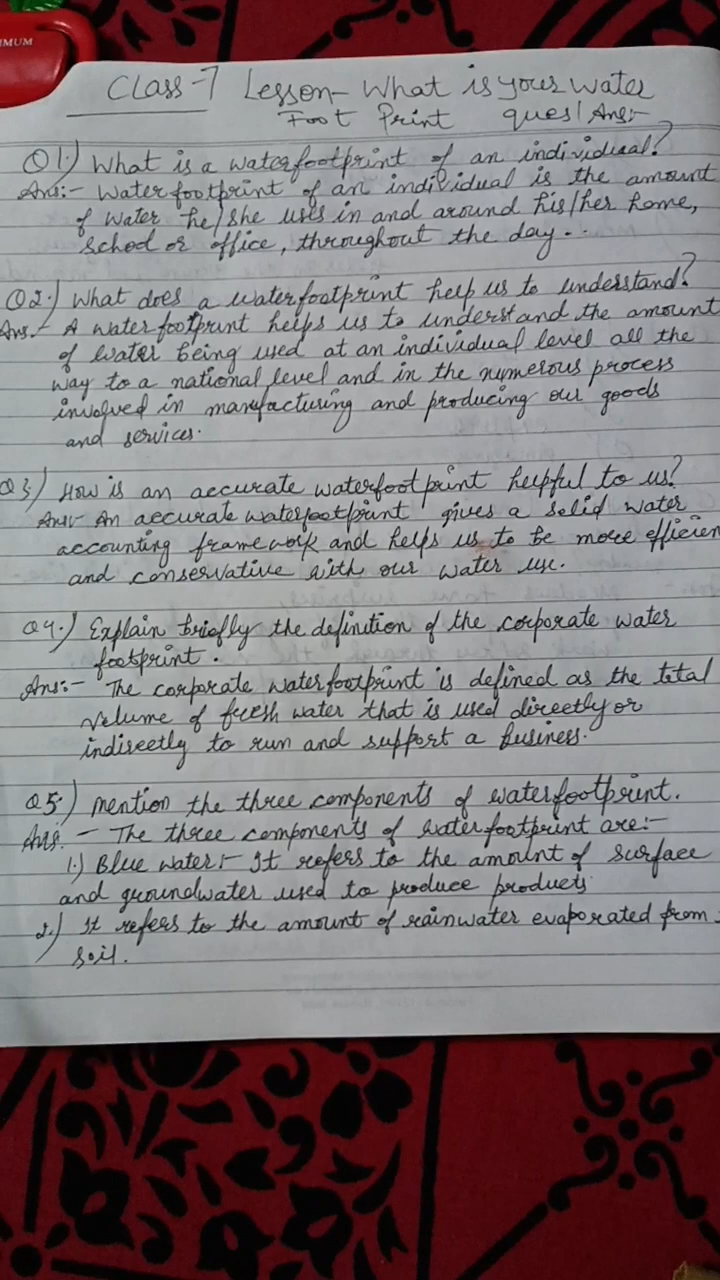 IMUM
Class-7 Lesson- What is your Water
Foot Print ques/Ans:-
Q1.) What is a waterfootprint of an individual?
Ans:- Waterfootprint of an individual is the amount
of water he/she uses in and around his/her home,
school or office, throughout the day..
Q2.) What does a waterfootprint help us to understand?
Ans.- A waterfootprint helps us to understand the amount
of water being used at an individual level all the
way to a national level and in the numerous process
involved in manufacturing and producing our goods
and services.
Q3.) How is an accurate waterfootprint helpful to us?
Ans:- An accurate waterfootprint gives a solid water
accounting framework and helps us to be more efficien
and conservative with our water use.
Q4.) Explain briefly the definition of the corporate water
footprint.
Ans:- The corporate waterfootprint is defined as the total
volume of fresh water that is used directly or
indirectly to run and support a business.
Q5.) Mention the three components of waterfootprint.
Ans. - The three components of waterfootprint are:-
1.) Blue water:- It refers to the amount of surface
and groundwater used to produce products
2.) It refers to the amount of rainwater evaporated from
soil.